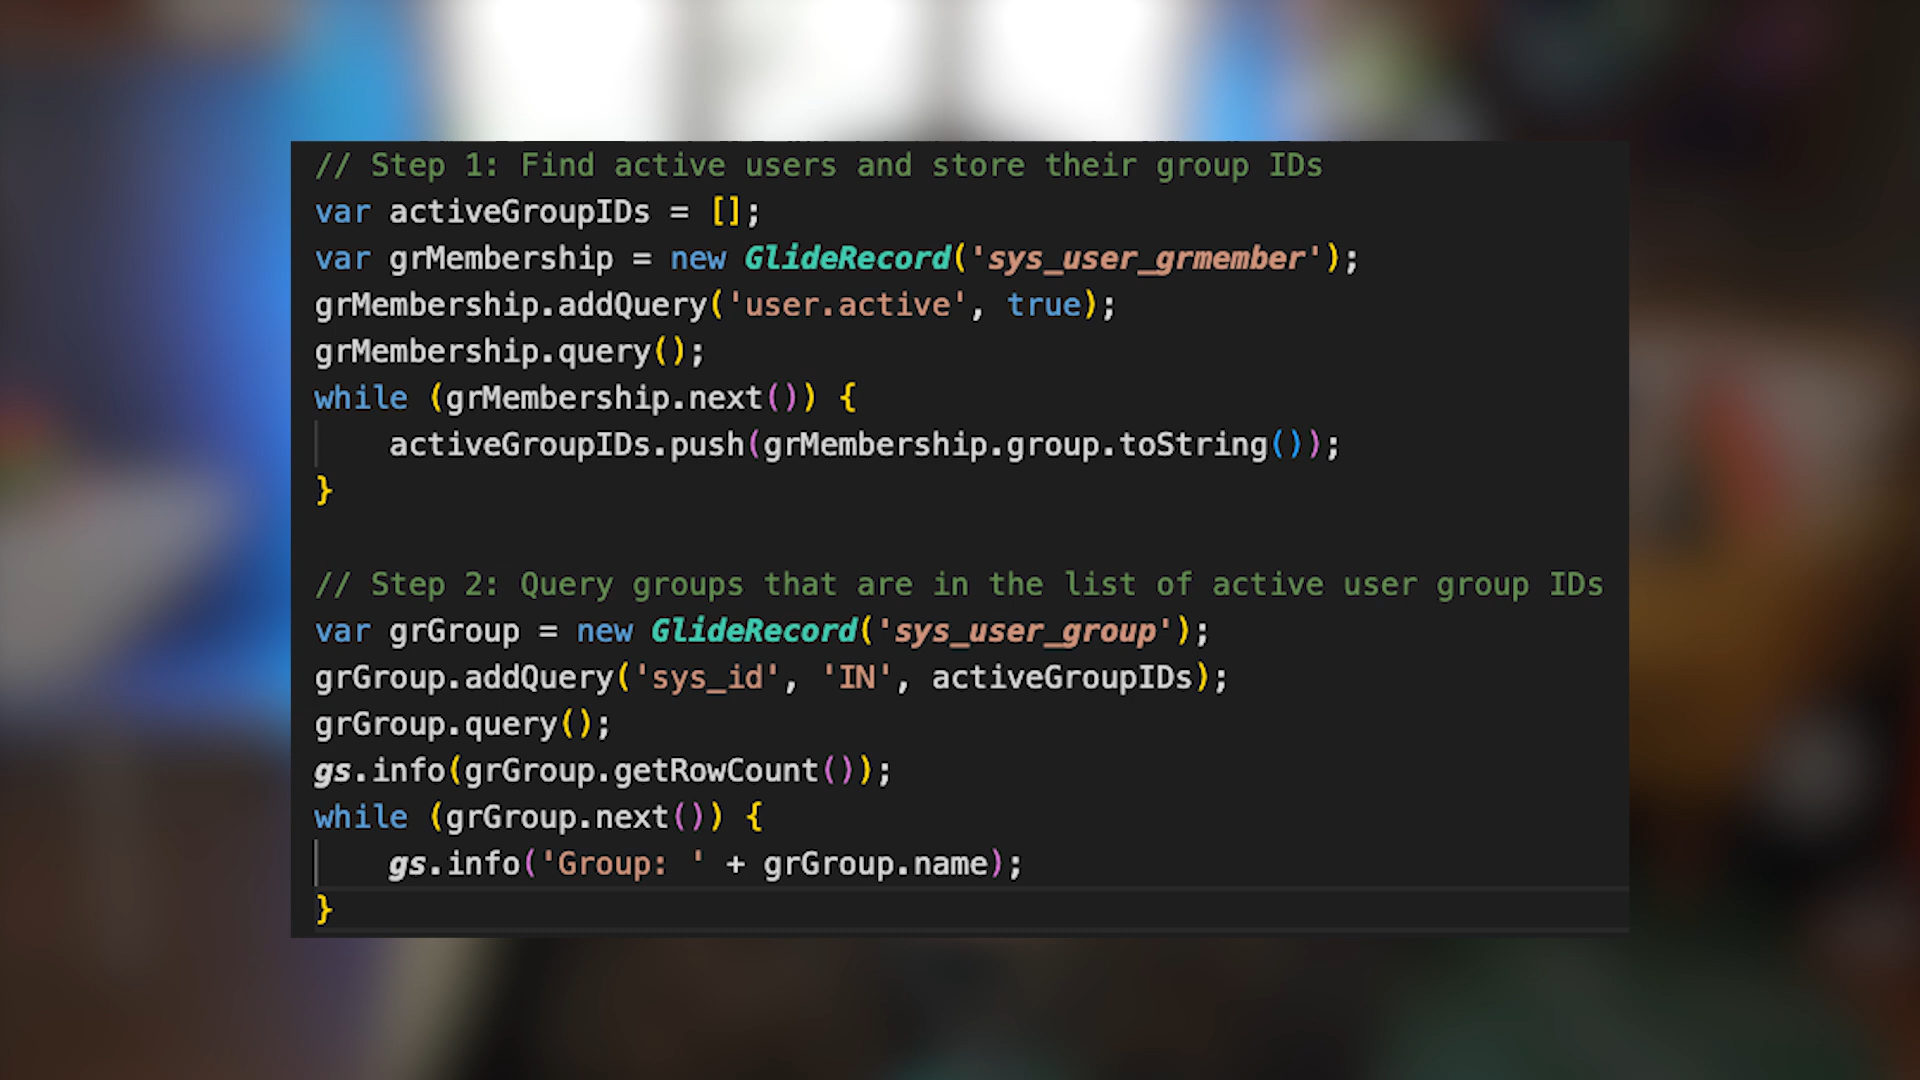 // Step 1: Find active users and store their group IDs
var activeGroupIDs = [];
var grMembership = new GlideRecord('sys_user_grmember');
grMembership.addQuery('user.active', true);
grMembership.query();
while (grMembership.next()) {
    activeGroupIDs.push(grMembership.group.toString());
}

// Step 2: Query groups that are in the list of active user group IDs
var grGroup = new GlideRecord('sys_user_group');
grGroup.addQuery('sys_id', 'IN', activeGroupIDs);
grGroup.query();
gs.info(grGroup.getRowCount());
while (grGroup.next()) {
    gs.info('Group: ' + grGroup.name);
}